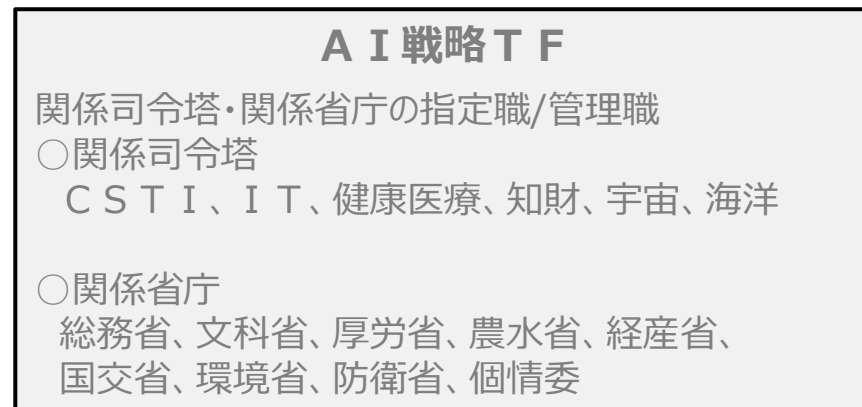 ＡＩ戦略ＴＦ
関係司令塔・関係省庁の指定職/管理職
○関係司令塔
ＣＳＴＩ、ＩＴ、健康医療、知財、宇宙、海洋
○関係省庁
総務省、文科省、厚労省、農水省、経産省、
国交省、環境省、防衛省、個情委